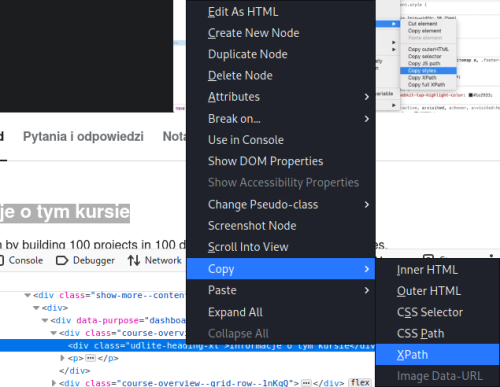 Edit As HTML
Create New Node
Duplicate Node
Delete Node
Attributes
Break on...
Use in Console
Show DOM Properties
Show Accessibility Properties
Change Pseudo-class
Screenshot Node
Scroll Into View
Copy
Paste
Expand All
Collapse All
Inner HTML
Outer HTML
CSS Selector
CSS Path
XPath
Image Data-URL
Cut element
Copy element
Paste element
Copy outerHTML
Copy selector
Copy JS path
Copy styles
Copy XPath
Copy full XPath
d Pytania i odpowiedzi Nota
je o tym kursie
n by building 100 projects in 100 d
es.
Console Debugger Network
<div class="show-more--conten
<div>
<div data-purpose="dashboa
<div class="course-overv
<div class="udlite-heading-xl">Informacje o tym kursie</div
<p> </p>
</div>
<div class="course-overview--grid-row--1nKgQ"> </div> flex